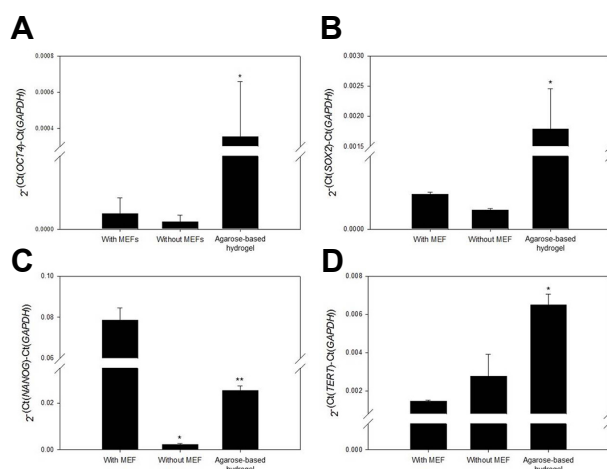 A
0.0008
0.0006
0.0004
0.0000
2^-(Ct(OCT4)-Ct(GAPDH))
*
With MEFs
Without MEFs
Agarose-based
hydrogel
B
0.0030
0.0025
0.0020
0.0015
0.0000
2^-(Ct(SOX2)-Ct(GAPDH))
*
With MEF
Without MEF
Agarose-based
hydrogel
C
0.10
0.08
0.06
0.02
0.00
2^-(Ct(NANOG)-Ct(GAPDH))
*
**
With MEF
Without MEF
Agarose-based
hydrogel
D
0.008
0.006
0.004
0.002
0.000
2^-(Ct(TERT)-Ct(GAPDH))
*
With MEF
Without MEF
Agarose-based
hydrogel